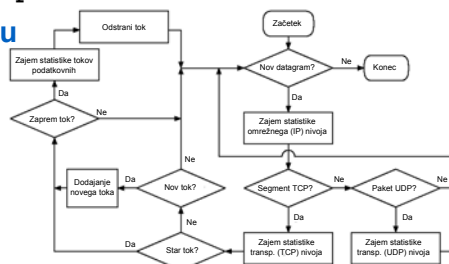 u
Odstrani tok
Začetek
Zajem statistike tokov
podatkovnih
Nov datagram?
Ne
Konec
Da
Da
Zaprem tok?
Ne
Zajem statistike
omrežnega (IP) nivoja
Ne
Dodajanje
novega toka
Da
Nov tok?
Segment TCP?
Ne
Paket UDP?
Ne
Ne
Da
Da
Da
Star tok?
Zajem statistike
transp. (TCP) nivoja
Zajem statistike
transp. (UDP) nivoja